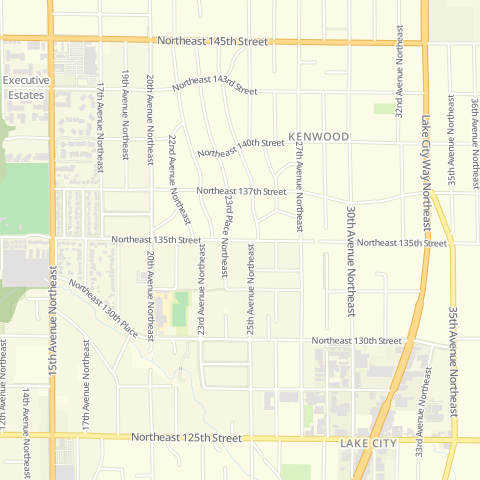 Northeast 145th Street
Executive
Estates
17th Avenue Northeast
19th Avenue Northeast
20th Avenue Northeast
Northeast 143rd Street
32nd Avenue Northeast
35th Avenue Northeast
36th Avenue Northeast
KENWOOD
Northeast 140th Street
22nd Avenue Northeast
27th Avenue Northeast
Lake City Way Northeast
Northeast 137th Street
23rd Place Northeast
30th Avenue Northeast
Northeast 135th Street
Northeast 135th Street
20th Avenue Northeast
23rd Avenue Northeast
25th Avenue Northeast
15th Avenue Northeast
Northeast 130th Place
35th Avenue Northeast
Northeast 130th Street
12th Avenue Northeast
17th Avenue Northeast
14th Avenue Northeast
33rd Avenue Northeast
Northeast 125th Street
LAKE CITY